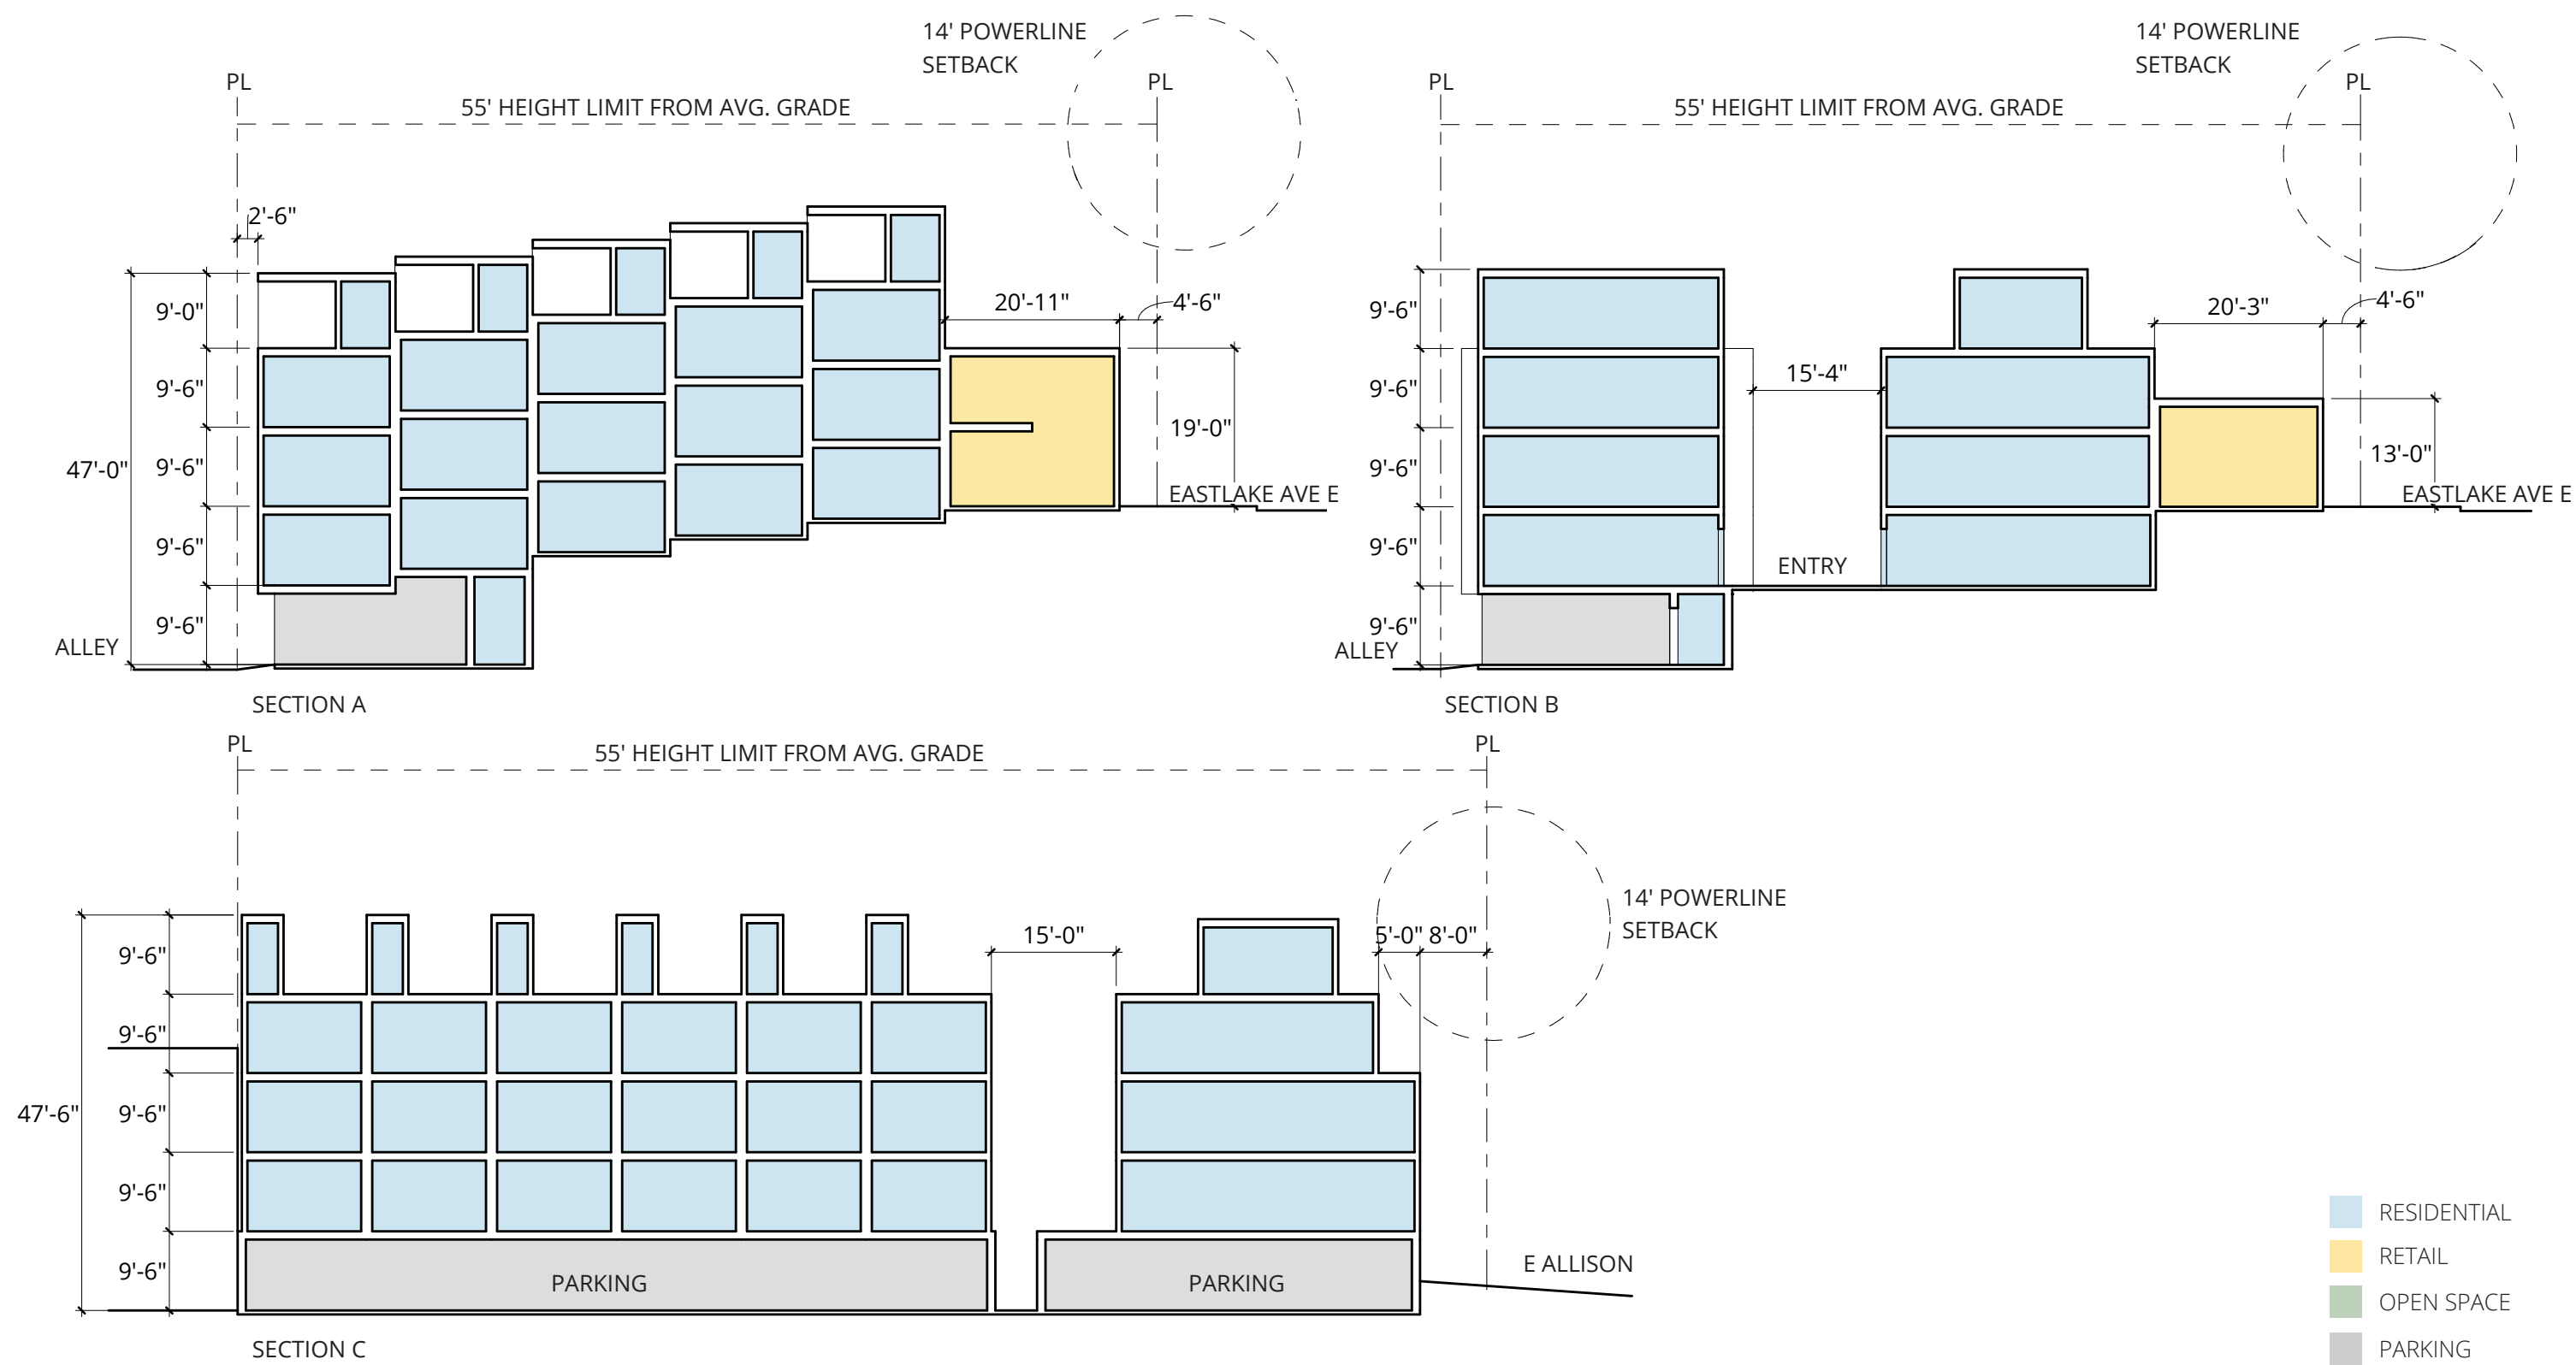 14' POWERLINE
SETBACK
PL
PL
55' HEIGHT LIMIT FROM AVG. GRADE
2'-6"
9'-0"
9'-6"
9'-6"
9'-6"
9'-6"
47'-0"
20'-11"
4'-6"
19'-0"
EASTLAKE AVE E
ALLEY
SECTION A
14' POWERLINE
SETBACK
PL
PL
55' HEIGHT LIMIT FROM AVG. GRADE
9'-6"
9'-6"
9'-6"
9'-6"
9'-6"
15'-4"
20'-3"
4'-6"
13'-0"
EASTLAKE AVE E
ENTRY
ALLEY
SECTION B
PL
PL
55' HEIGHT LIMIT FROM AVG. GRADE
14' POWERLINE
SETBACK
9'-6"
9'-6"
9'-6"
9'-6"
9'-6"
47'-6"
15'-0"
5'-0"
8'-0"
E ALLISON
PARKING
PARKING
SECTION C
RESIDENTIAL
RETAIL
OPEN SPACE
PARKING